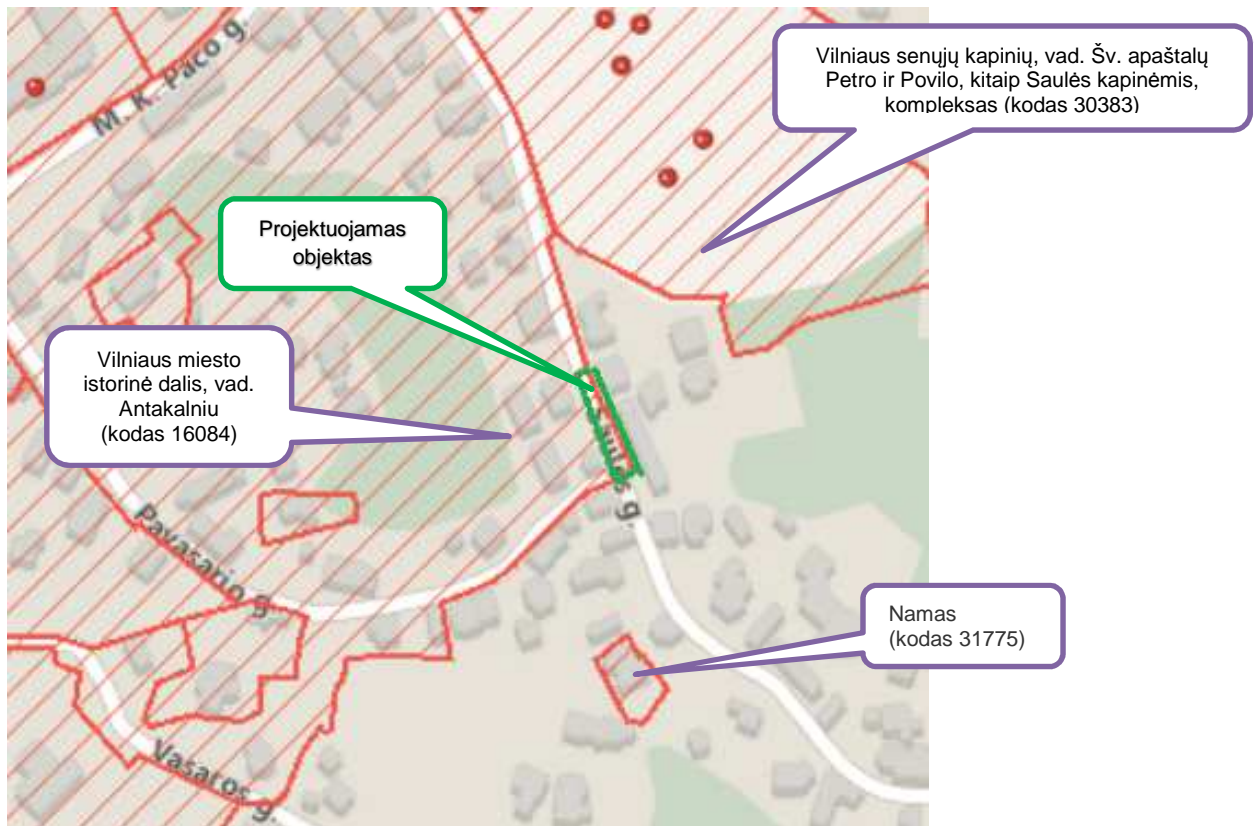 M. K. Paco g.
Vilniaus senųjų kapinių, vad. Šv. apaštalų
Petro ir Povilo, kitaip Saulės kapinėmis,
kompleksas (kodas 30383)
Projektuojamas
objektas
Vilniaus miesto
istorinė dalis, vad.
Antakalniu
(kodas 16084)
Saulės g.
Pavasario g.
Namas
(kodas 31775)
Vasaros g.